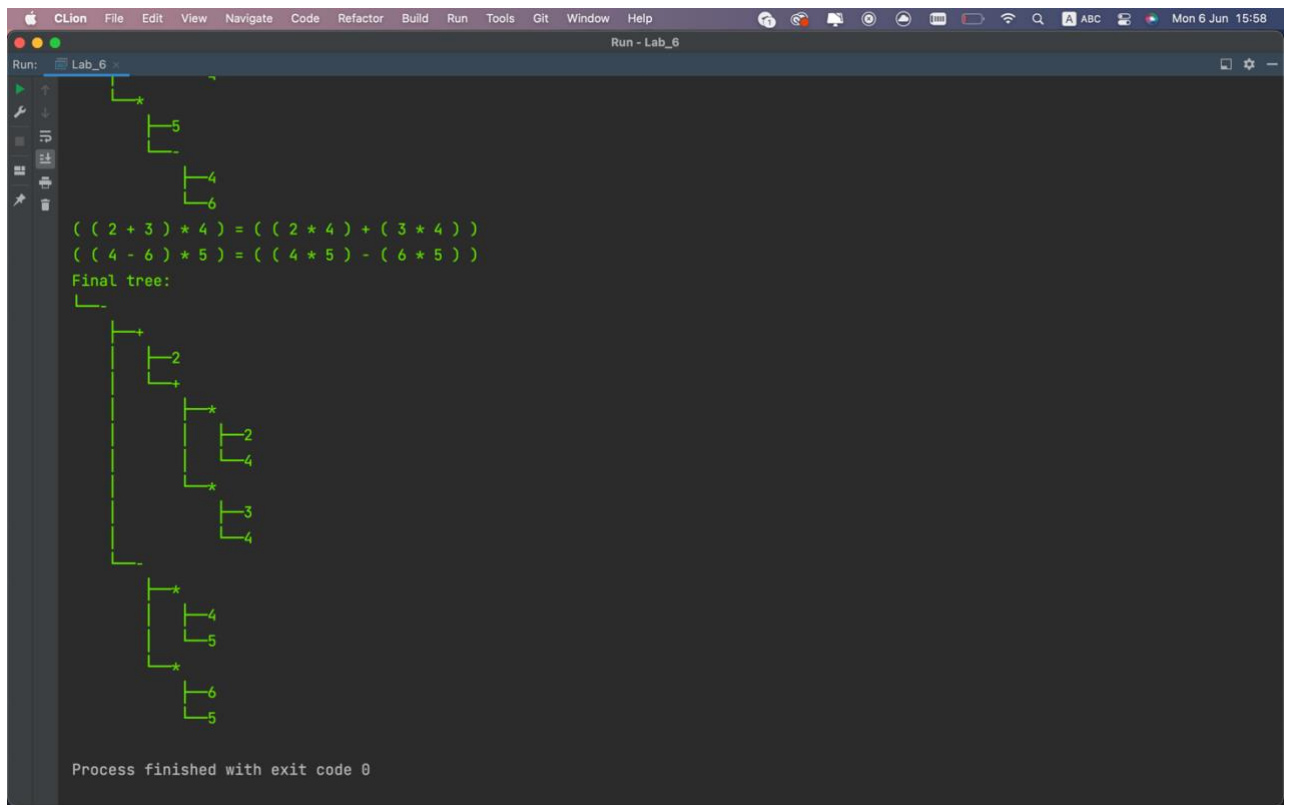 CLion File Edit View Navigate Code Refactor Build Run Tools Git Window Help A ABC Mon 6 Jun 15:58
Run - Lab_6
Run: Lab_6 ×
└──*
├──5
└──-
├──4
└──6
( ( 2 + 3 ) * 4 ) = ( ( 2 * 4 ) + ( 3 * 4 ) )
( ( 4 - 6 ) * 5 ) = ( ( 4 * 5 ) - ( 6 * 5 ) )
Final tree:
└──-
    ├──+
    │   ├──2
    │   └──+
    │       ├──*
    │       │   ├──2
    │       │   └──4
    │       └──*
    │           ├──3
    │           └──4
    └──-
        ├──*
        │   ├──4
        │   └──5
        └──*
            ├──6
            └──5
Process finished with exit code 0